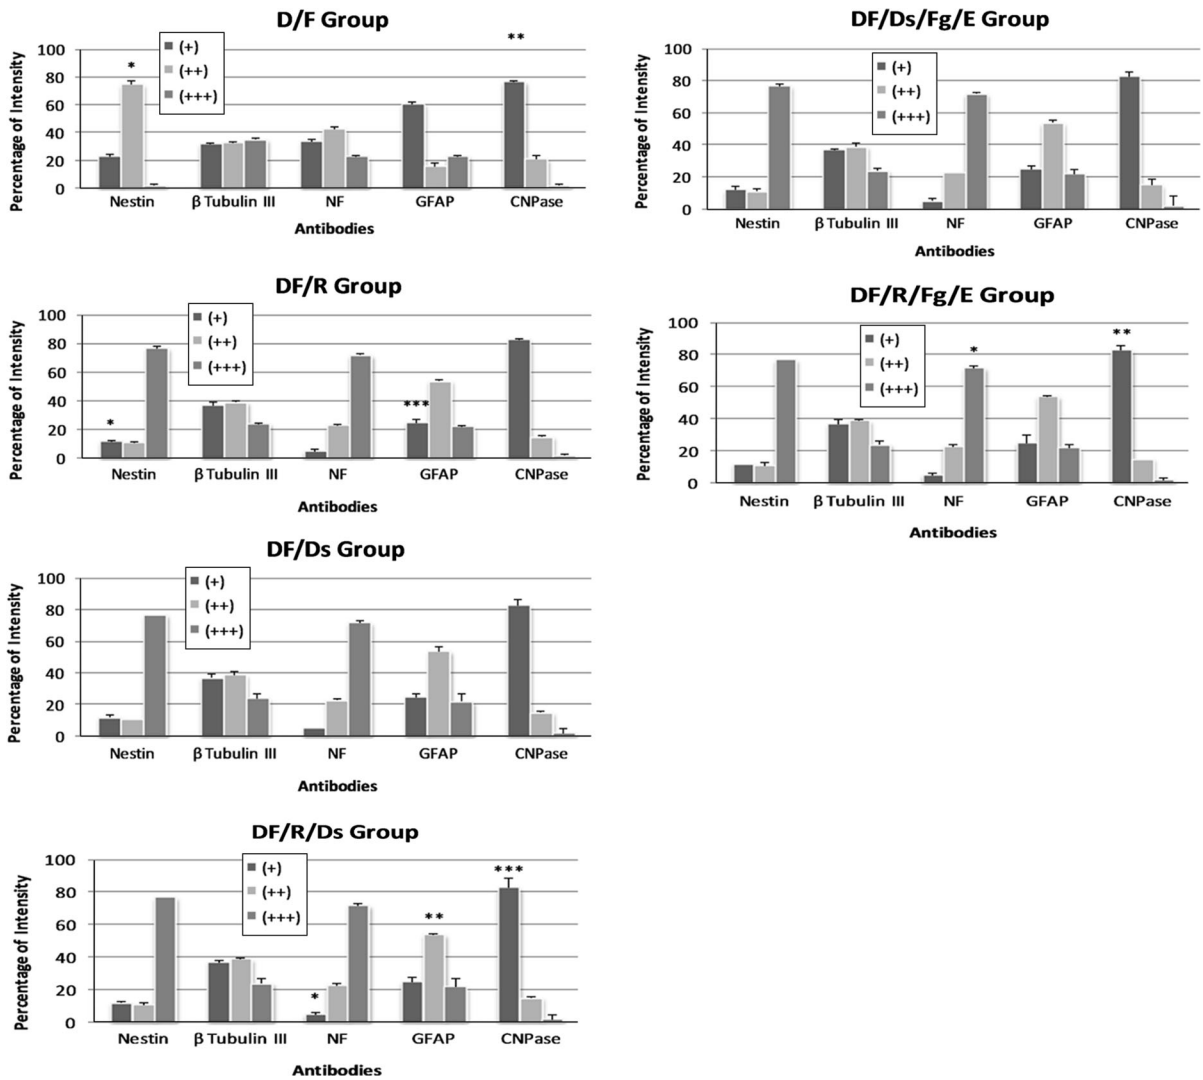 D/F Group
Percentage of Intensity
100
80
60
40
20
0
(+)
(++)
(+++)
*
**
Nestin β Tubulin III NF GFAP CNPase
Antibodies
DF/R Group
Percentage of Intensity
100
80
60
40
20
0
(+)
(++)
(+++)
*
***
Nestin β Tubulin III NF GFAP CNPase
Antibodies
DF/Ds Group
Percentage of Intensity
100
80
60
40
20
0
(+)
(++)
(+++)
Nestin β Tubulin III NF GFAP CNPase
Antibodies
DF/R/Ds Group
Percentage of Intensity
100
80
60
40
20
0
(+)
(++)
(+++)
*
**
***
Nestin β Tubulin III NF GFAP CNPase
Antibodies
DF/Ds/Fg/E Group
Percentage of Intensity
100
80
60
40
20
0
(+)
(++)
(+++)
Nestin β Tubulin III NF GFAP CNPase
Antibodies
DF/R/Fg/E Group
Percentage of Intensity
100
80
60
40
20
0
(+)
(++)
(+++)
*
**
Nestin β Tubulin III NF GFAP CNPase
Antibodies